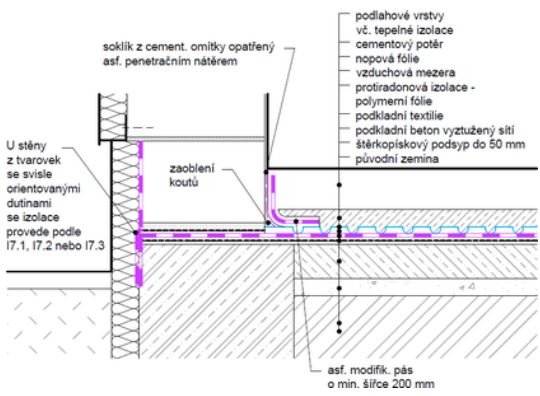 podlahové vrstvy
vč. tepelné izolace
cementový potěr
nopová fólie
vzduchová mezera
protiradonová izolace -
polymerní fólie
podkladní textilie
podkladní beton vyztužený sítí
štěrkopískový podsyp do 50 mm
původní zemina
soklík z cement. omítky opatřený
asf. penetračním nátěrem
U stěny
z tvarovek
se svisle
orientovanými
dutinami
se izolace
provede podle
I7.1, I7.2 nebo I7.3
zaoblení
koutů
asf. modifik. pás
o min. šířce 200 mm